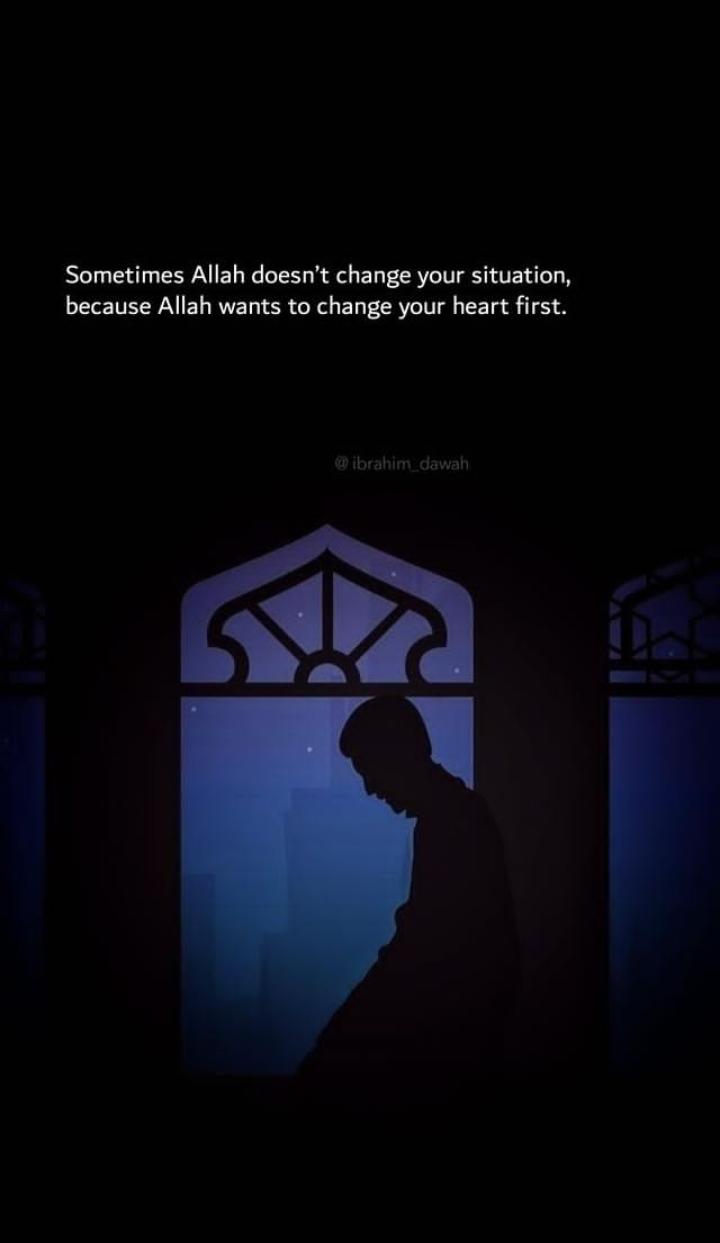 Sometimes Allah doesn’t change your situation,
because Allah wants to change your heart first.
@ibrahim_dawah